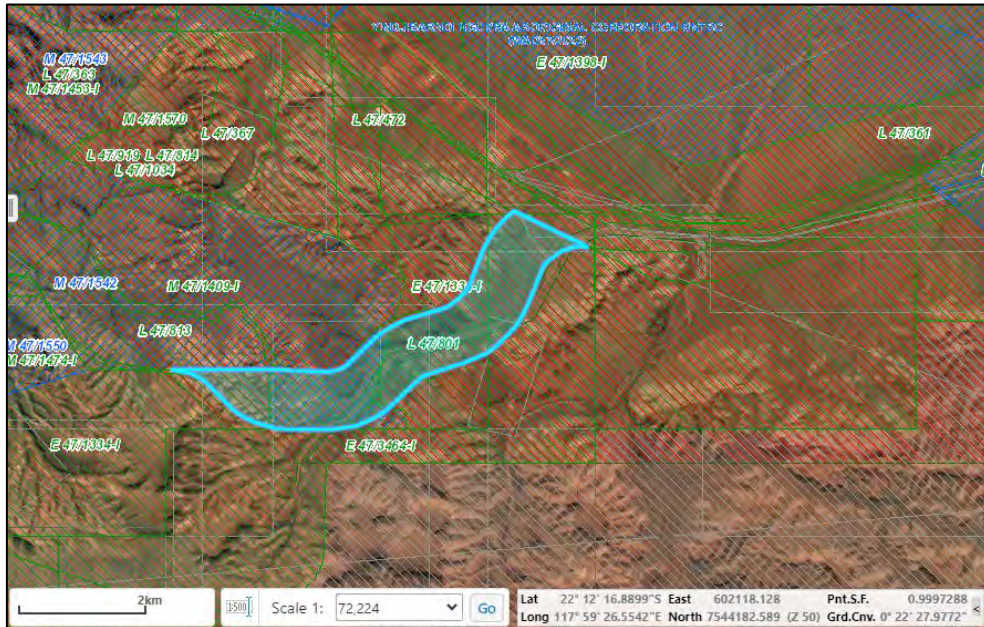 M 47/1543
L 47/363
M 47/1453-I
E 47/1399-I
M 47/1570
L 47/367
L 47/472
L 47/361
L 47/919 L 47/814
L 47/1034
M 47/1542
M 47/1409-I
L 47/813
L 47/801
M 47/1550
M 47/1474-I
E 47/1334-I
E 47/3464-I
2km
1:500
Scale 1:
72,224
Go
Lat 22° 12' 16.8899"S East 602118.128 Pnt.S.F. 0.9997288
Long 117° 59' 26.5542"E North 7544182.589 (Z 50) Grd.Cnv. 0° 22' 27.9772"
<